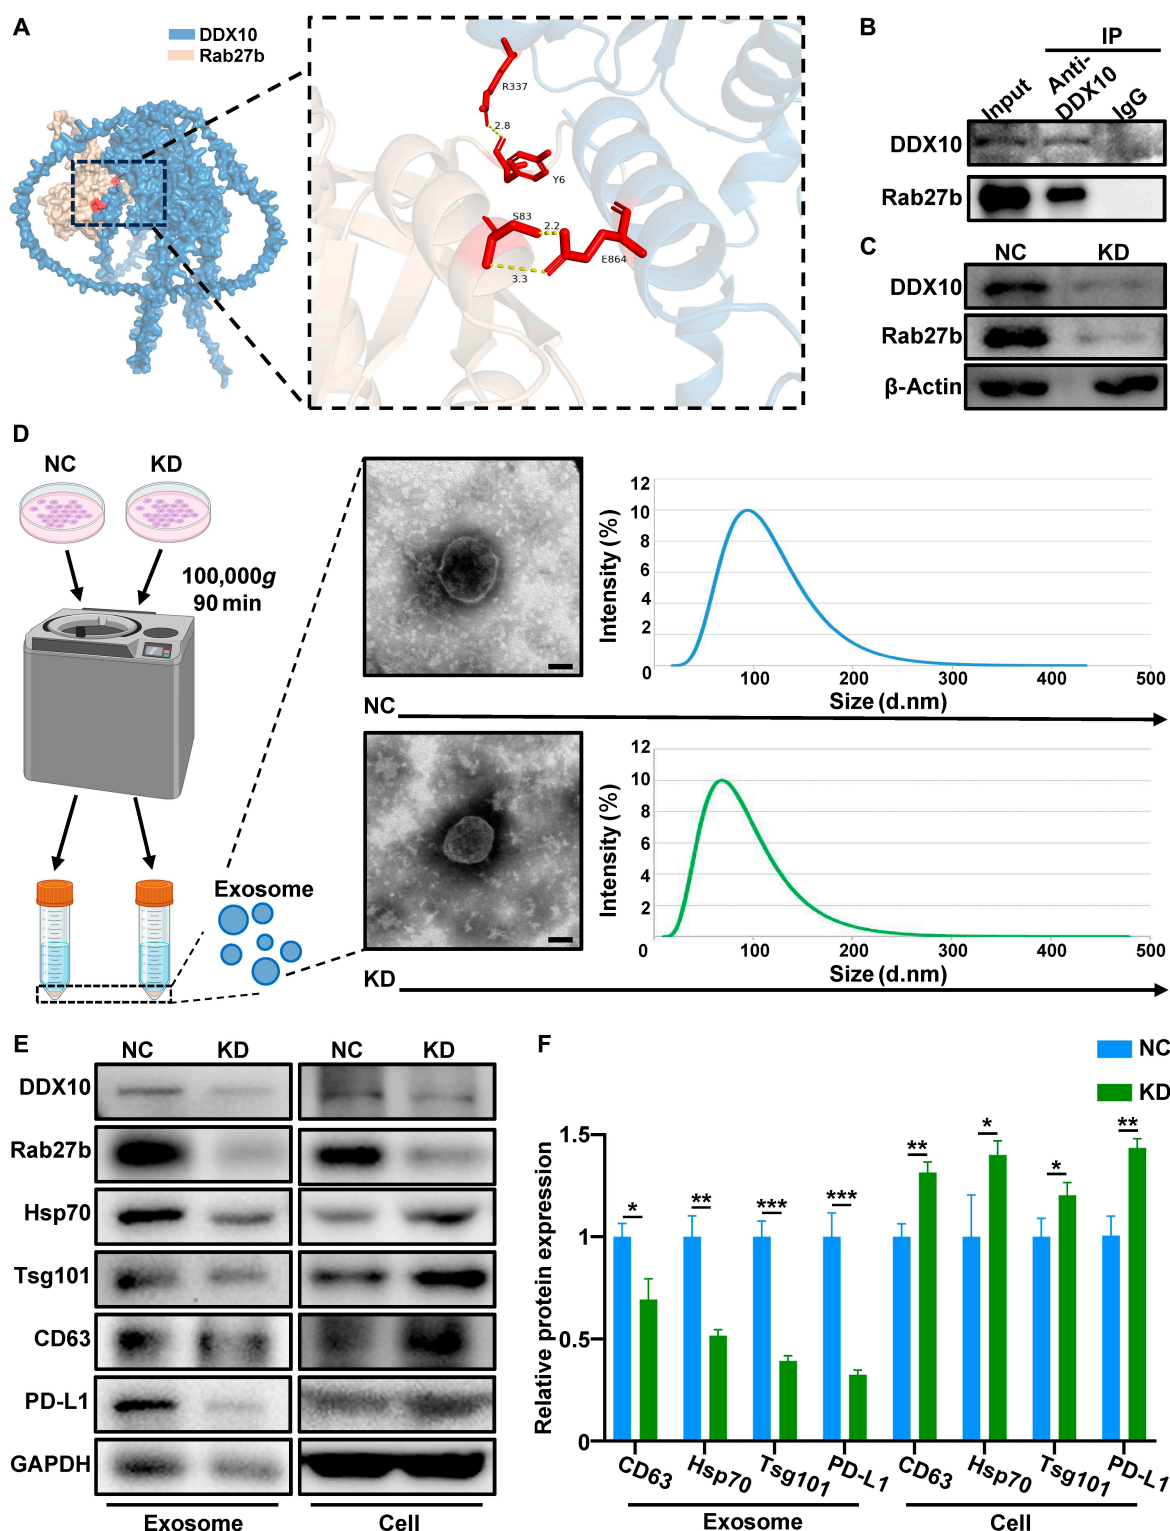 A
DDX10
Rab27b
R337
2.8
Y6
S83
2.2
E864
3.3
B
IP
Input
Anti-
DDX10
IgG
DDX10
Rab27b
C
NC KD
DDX10
Rab27b
β-Actin
D
NC KD
100,000g
90 min
Exosome
NC
12
10
8
6
4
2
0 100 200 300 400 500
Intensity (%)
Size (d.nm)
KD
12
10
8
6
4
2
0 100 200 300 400 500
Intensity (%)
Size (d.nm)
E
NC KD NC KD
DDX10
Rab27b
Hsp70
Tsg101
CD63
PD-L1
GAPDH
Exosome Cell
F
NC
KD
Relative protein expression
1.5
1
0.5
0
* ** *** *** ** * * **
CD63 Hsp70 Tsg101 PD-L1 CD63 Hsp70 Tsg101 PD-L1
Exosome Cell